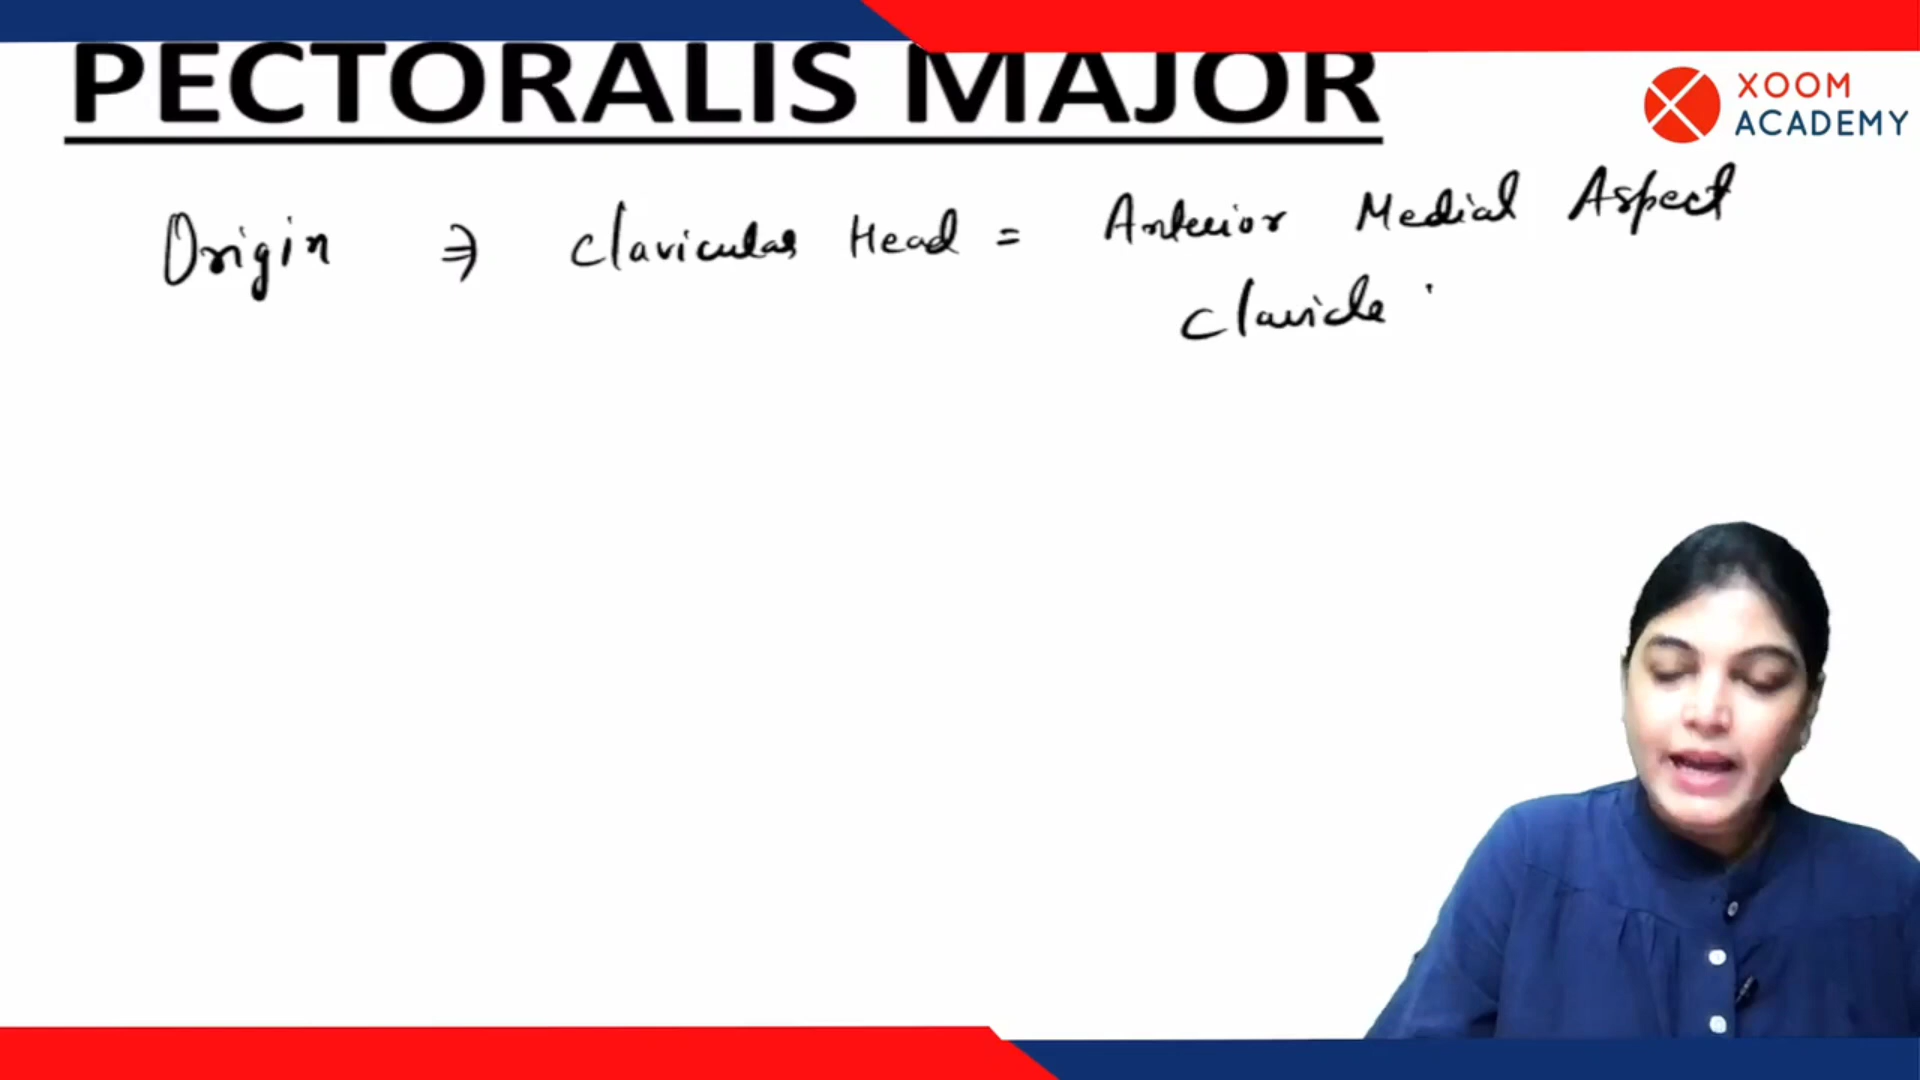 PECTORALIS MAJOR
XOOM
ACADEMY
Origin ⇒ Clavicular Head = Anterior Medial Aspect
Clavicle